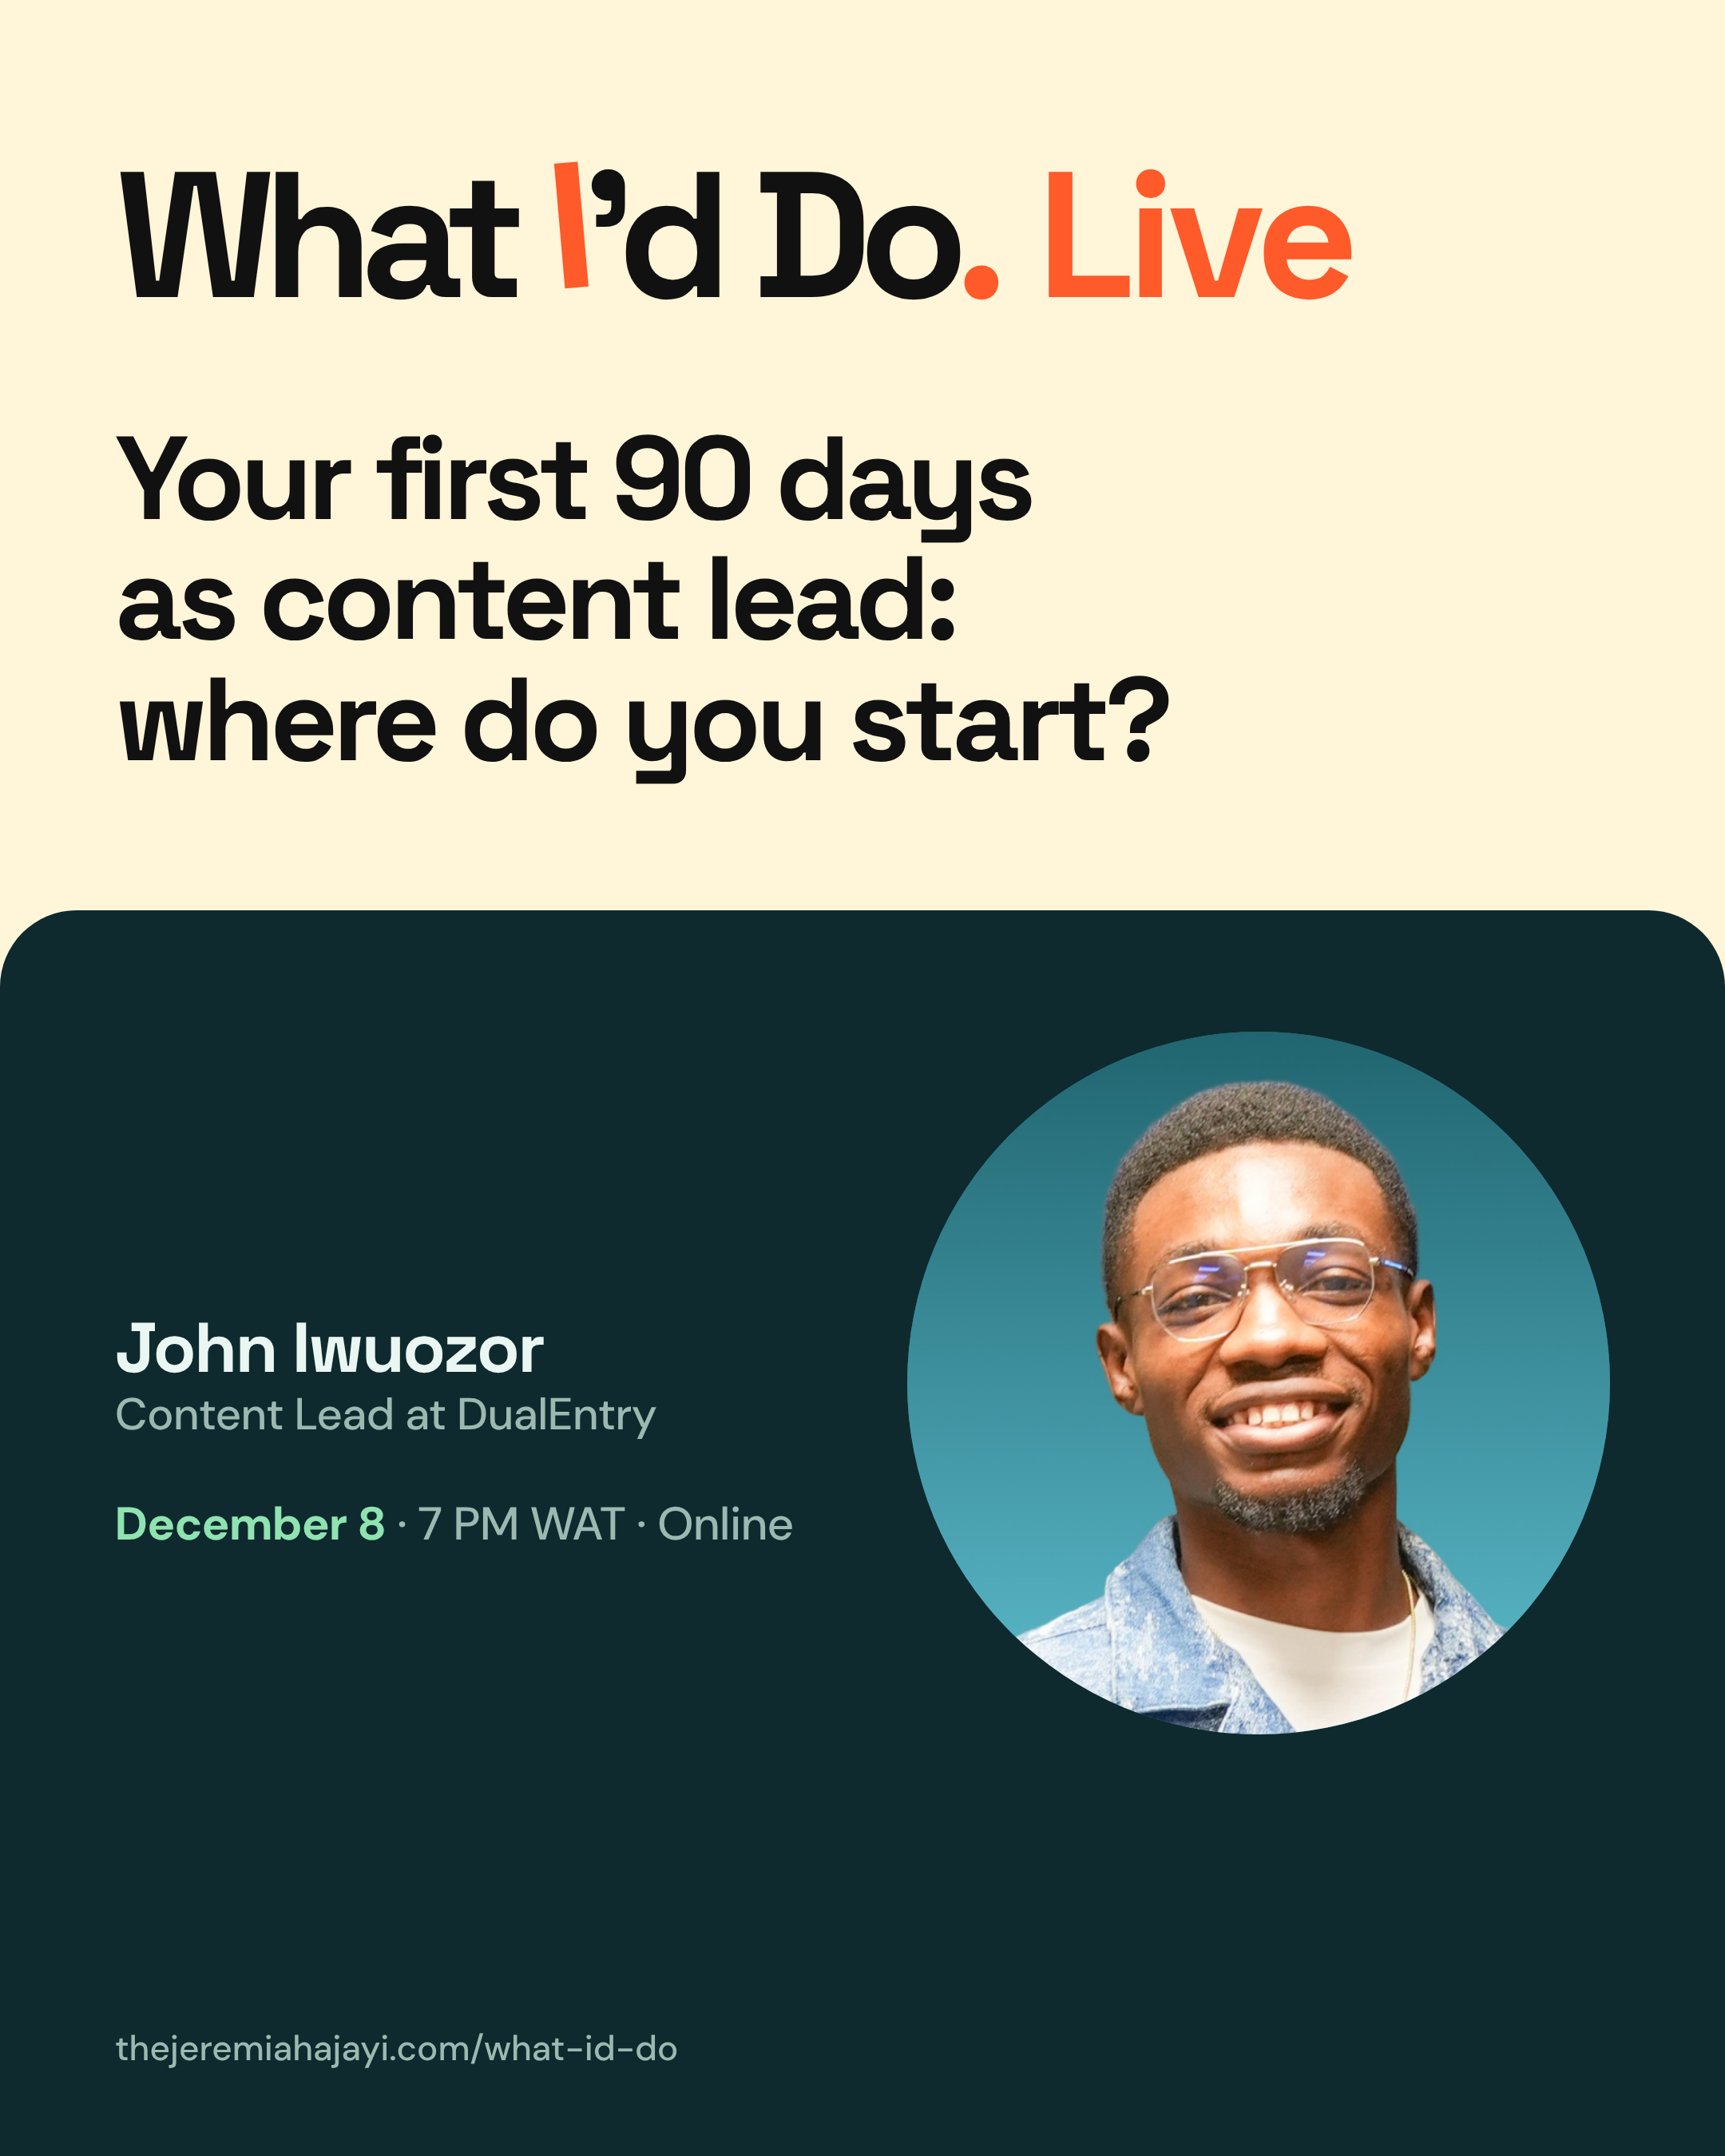 What I’d Do. Live
Your first 90 days
as content lead:
where do you start?
John Iwuozor
Content Lead at DualEntry
December 8 · 7 PM WAT · Online
thejeremiahajayi.com/what-id-do